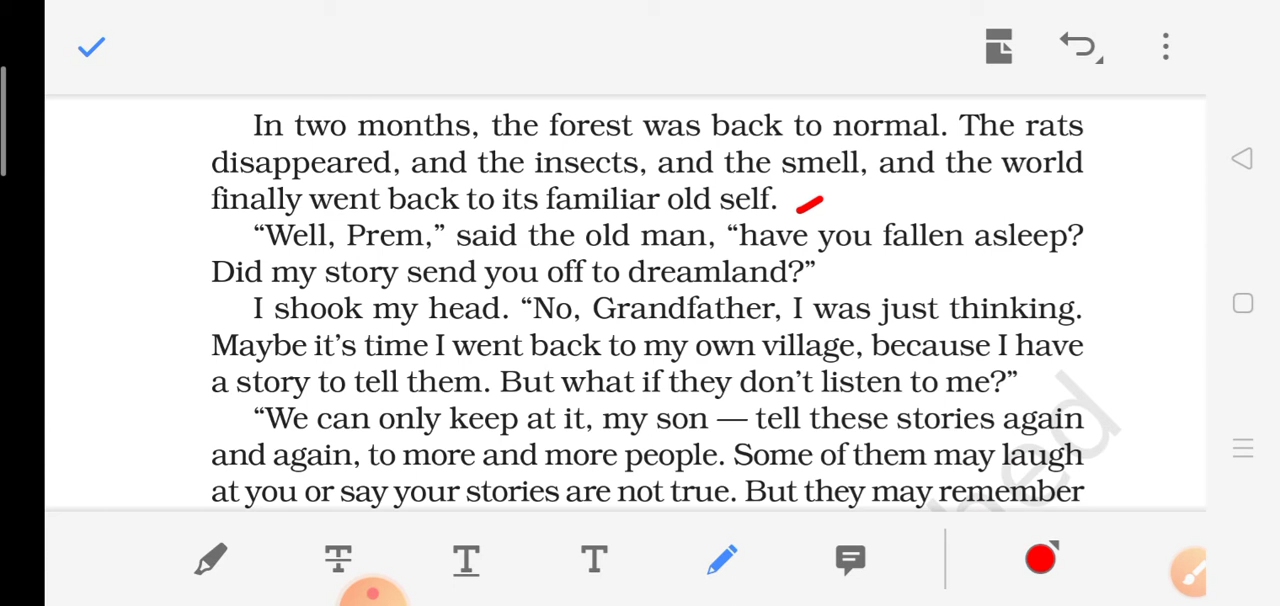 In two months, the forest was back to normal. The rats
disappeared, and the insects, and the smell, and the world
finally went back to its familiar old self.
“Well, Prem,” said the old man, “have you fallen asleep?
Did my story send you off to dreamland?”
I shook my head. “No, Grandfather, I was just thinking.
Maybe it’s time I went back to my own village, because I have
a story to tell them. But what if they don’t listen to me?”
“We can only keep at it, my son — tell these stories again
and again, to more and more people. Some of them may laugh
at you or say your stories are not true. But they may remember
T
T
T